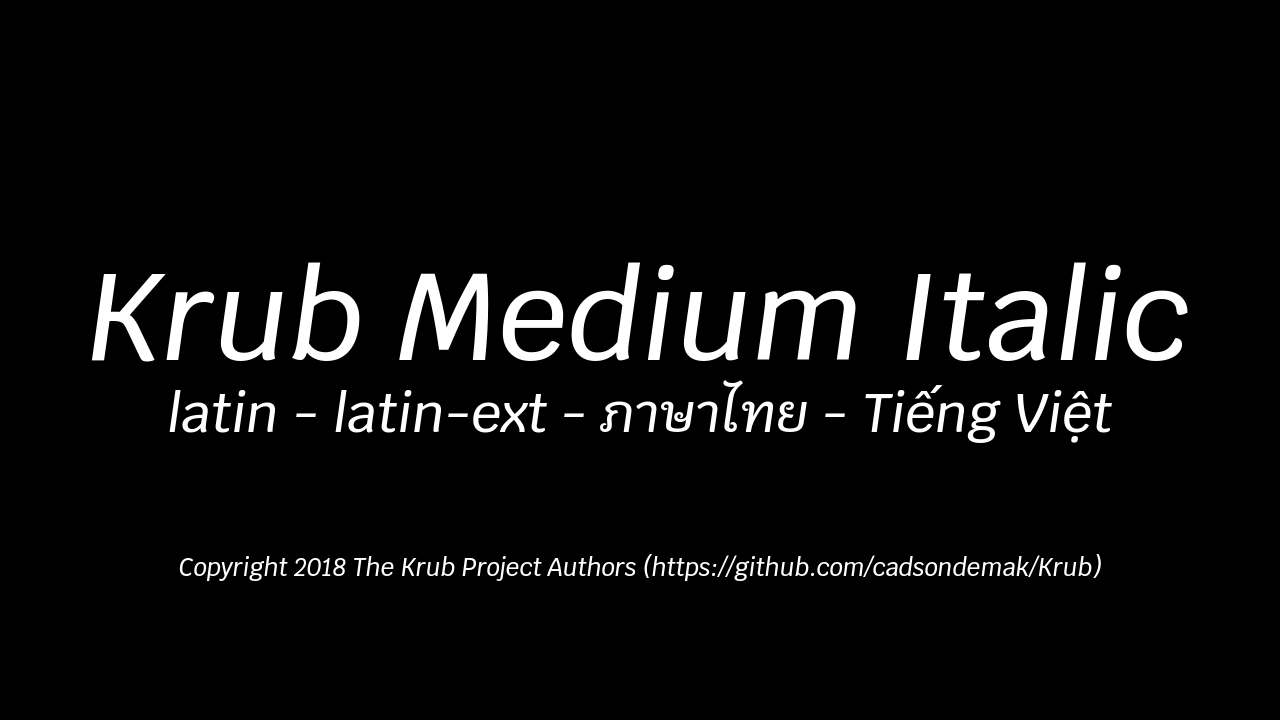 Krub Medium Italic
latin - latin-ext - ภาษาไทย - Tiếng Việt
Copyright 2018 The Krub Project Authors (https://github.com/cadsondemak/Krub)